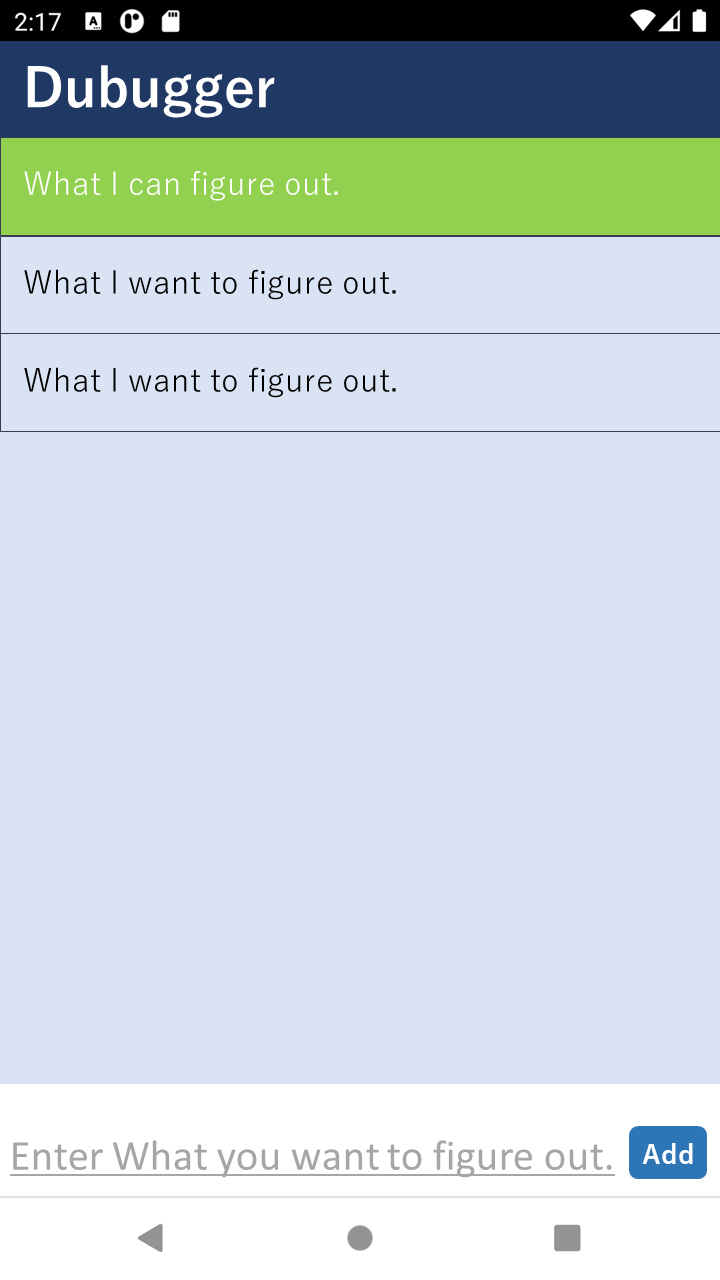 2:17
Dubugger
What I can figure out.
What I want to figure out.
What I want to figure out.
Enter What you want to figure out.
Add